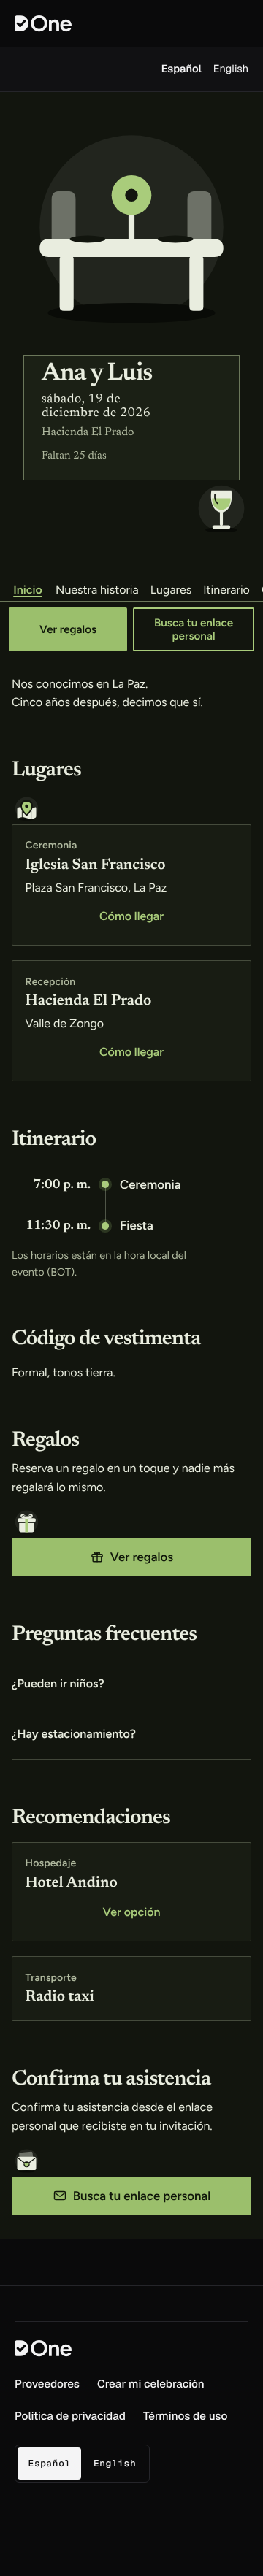 One
Español English
Ana y Luis
sábado, 19 de
diciembre de 2026
Hacienda El Prado
Faltan 25 días
Inicio Nuestra historia Lugares Itinerario
Ver regalos
Busca tu enlace
personal
Nos conocimos en La Paz.
Cinco años después, decimos que sí.
Lugares
Ceremonia
Iglesia San Francisco
Plaza San Francisco, La Paz
Cómo llegar
Recepción
Hacienda El Prado
Valle de Zongo
Cómo llegar
Itinerario
7:00 p. m. Ceremonia
11:30 p. m. Fiesta
Los horarios están en la hora local del
evento (BOT).
Código de vestimenta
Formal, tonos tierra.
Regalos
Reserva un regalo en un toque y nadie más
regalará lo mismo.
Ver regalos
Preguntas frecuentes
¿Pueden ir niños?
¿Hay estacionamiento?
Recomendaciones
Hospedaje
Hotel Andino
Ver opción
Transporte
Radio taxi
Confirma tu asistencia
Confirma tu asistencia desde el enlace
personal que recibiste en tu invitación.
Busca tu enlace personal
One
Proveedores Crear mi celebración
Política de privacidad Términos de uso
Español English